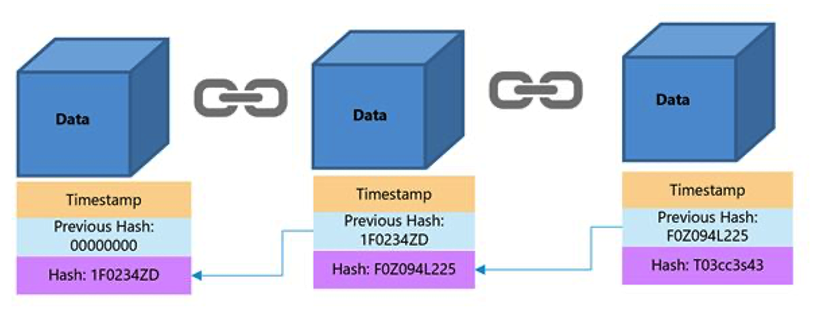 Data
Timestamp
Previous Hash:
00000000
Hash: 1F0234ZD
Data
Timestamp
Previous Hash:
1F0234ZD
Hash: F0Z094L225
Data
Timestamp
Previous Hash:
F0Z094L225
Hash: T03cc3s43